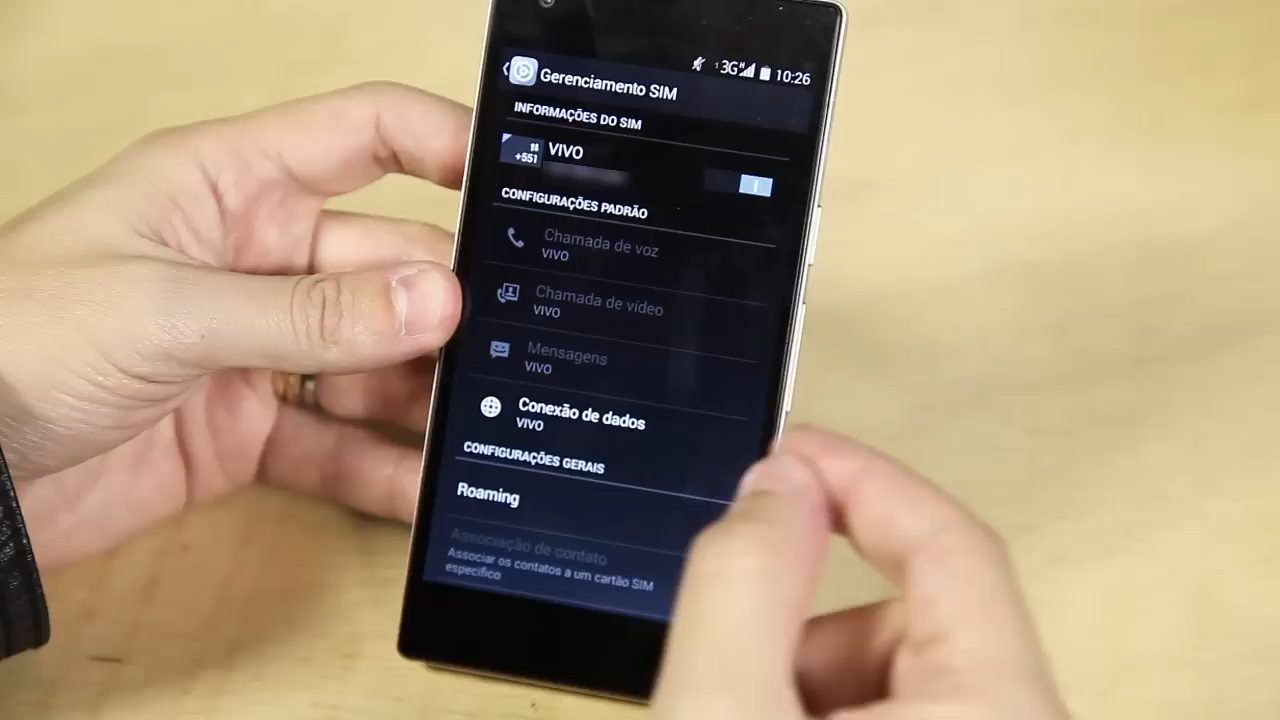 1 3G H 10:26
Gerenciamento SIM
INFORMAÇÕES DO SIM
+551 VIVO
CONFIGURAÇÕES PADRÃO
Chamada de voz
VIVO
Chamada de vídeo
VIVO
Mensagens
VIVO
Conexão de dados
VIVO
CONFIGURAÇÕES GERAIS
Roaming
Associação de contato
Associar os contatos a um cartão SIM
específico